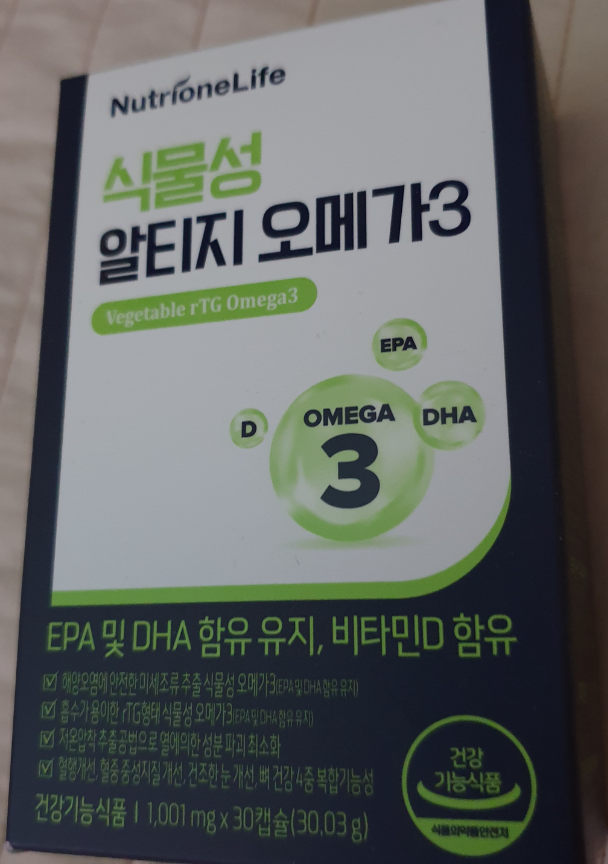 NutrioneLife
식물성
알티지 오메가3
Vegetable rTG Omega3
EPA
D
OMEGA
3
DHA
EPA 및 DHA 함유 유지, 비타민D 함유
해양오염에 안전한 미세조류 추출 식물성 오메가3(EPA 및 DHA 함유 유지)
흡수가 용이한 rTG형태 식물성 오메가3(EPA 및 DHA 함유 유지)
저온압착 추출공법으로 열에의한 성분 파괴 최소화
혈행개선, 혈중 중성지질 개선, 건조한 눈 개선, 뼈 건강 4중 복합기능성
건강기능식품 | 1,001 mg x 30캡슐(30.03 g)
건강
기능식품
식품의약품안전처